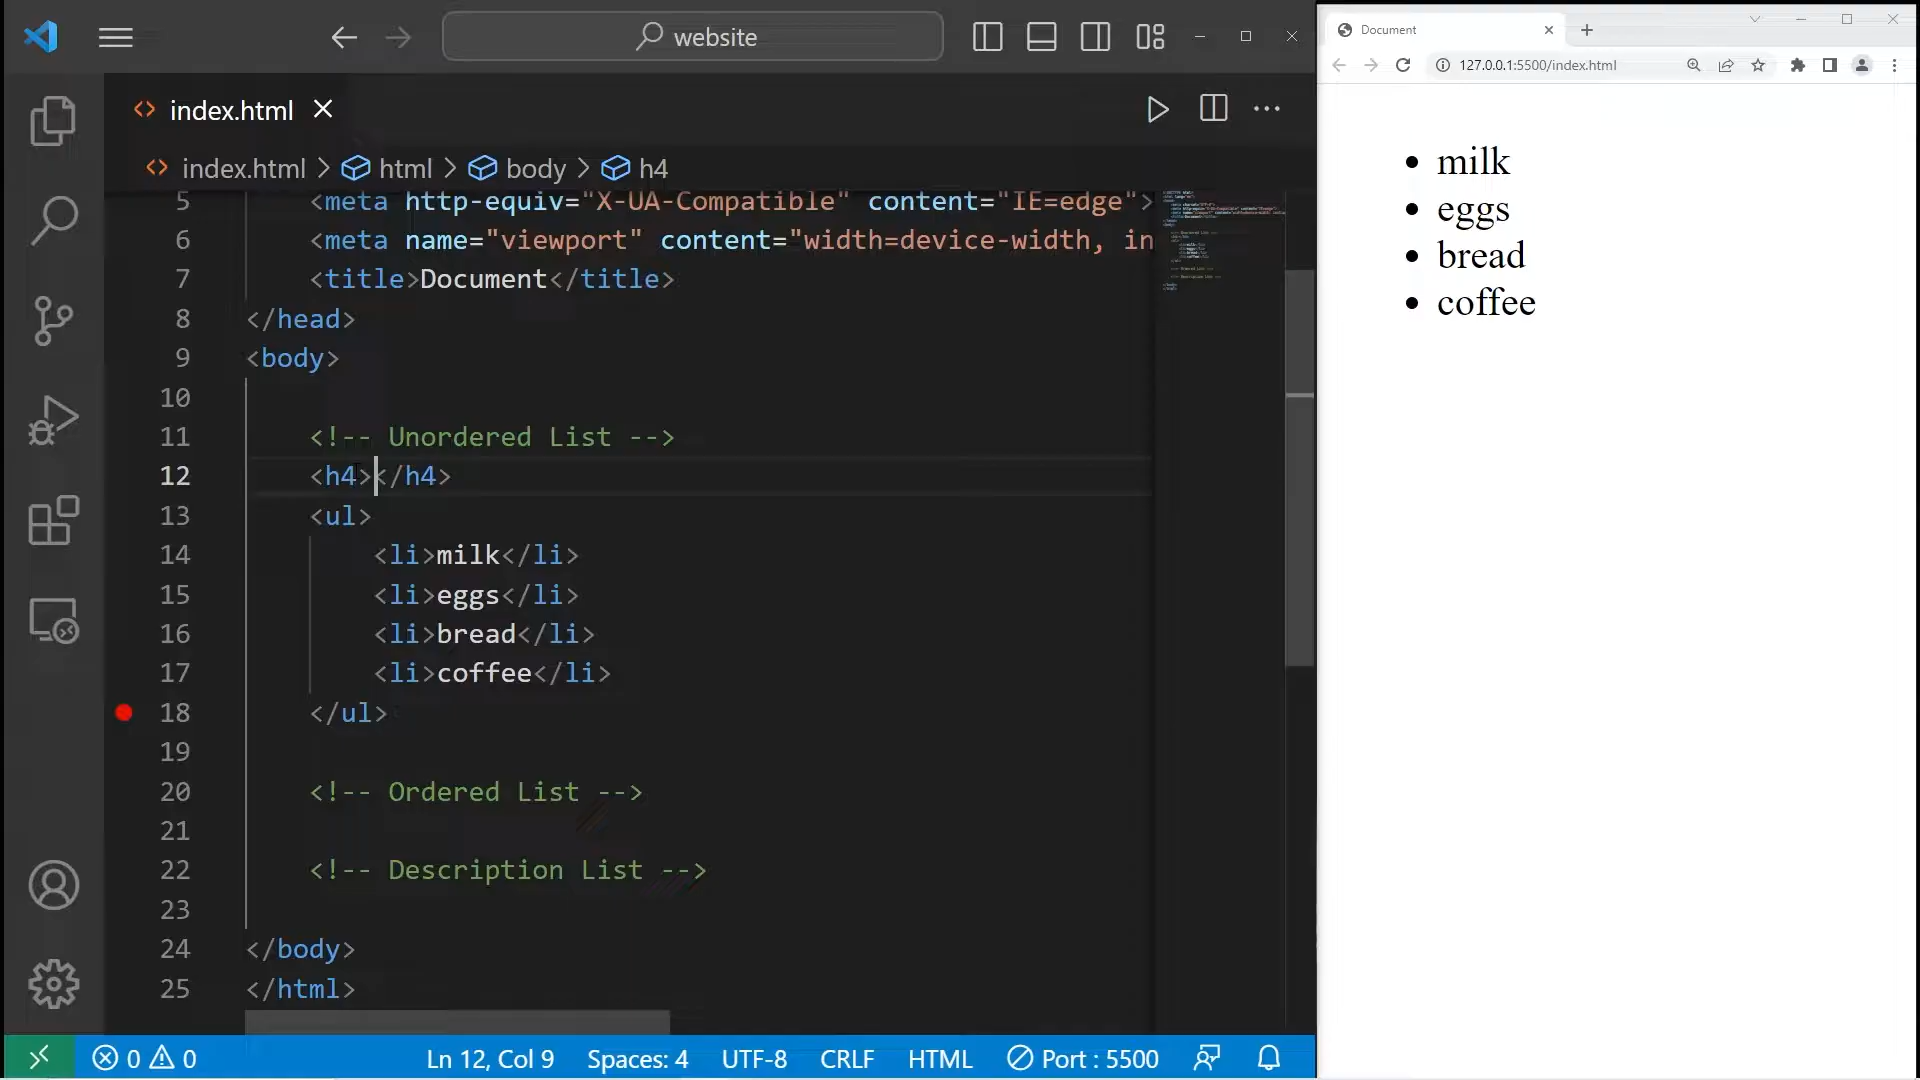 website
index.html
index.html > html > body > h4
5 <meta http-equiv="X-UA-Compatible" content="IE=edge">
6 <meta name="viewport" content="width=device-width, in
7 <title>Document</title>
8 </head>
9 <body>
10
11 <!-- Unordered List -->
12 <h4></h4>
13 <ul>
14 <li>milk</li>
15 <li>eggs</li>
16 <li>bread</li>
17 <li>coffee</li>
18 </ul>
19
20 <!-- Ordered List -->
21
22 <!-- Description List -->
23
24 </body>
25 </html>
0 0 Ln 12, Col 9 Spaces: 4 UTF-8 CRLF HTML Port : 5500
Document
127.0.0.1:5500/index.html
• milk
• eggs
• bread
• coffee